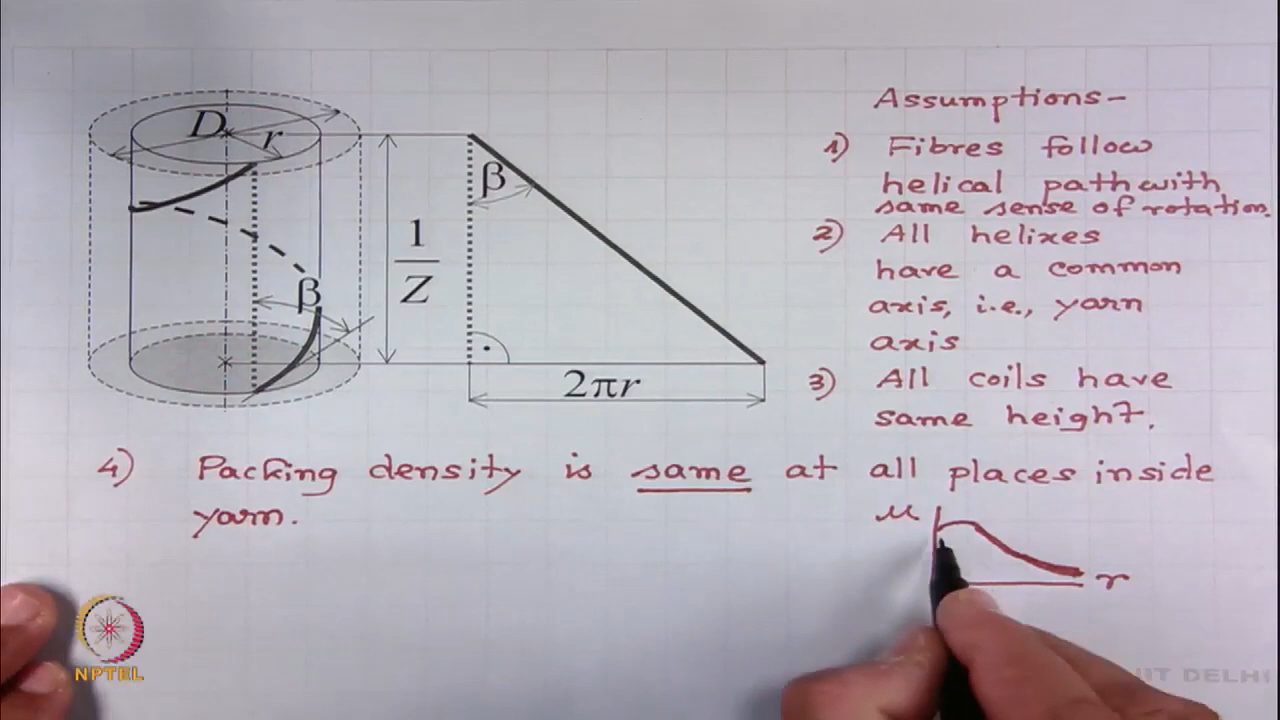 D
r
β
1
Z
β
2πr
Assumptions-
1) Fibres follow
helical path with
same sense of rotation.
2) All helixes
have a common
axis, i.e., yarn
axis
3) All coils have
same height.
4) Packing density is same at all places inside
yarn.
μ
r
NPTEL
IIT DELHI